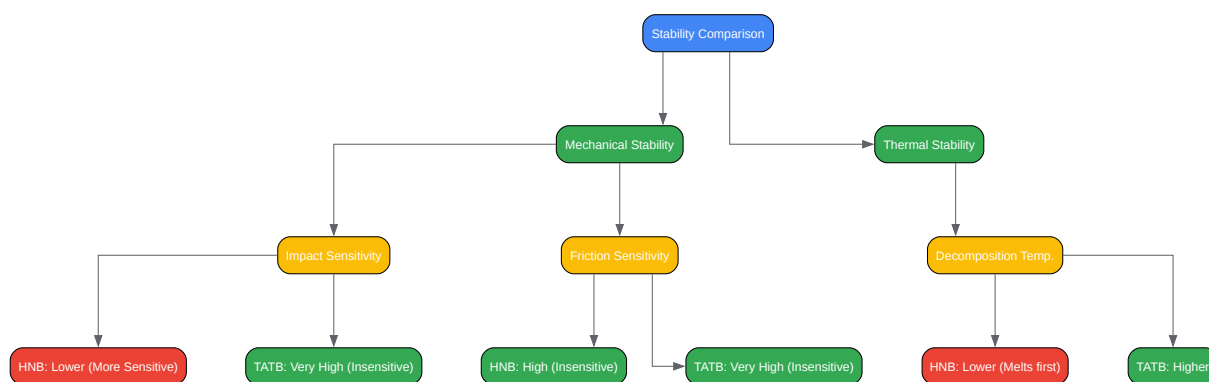 Stability Comparison
Mechanical Stability
Thermal Stability
Impact Sensitivity
Friction Sensitivity
Decomposition Temp.
HNB: Lower (More Sensitive)
TATB: Very High (Insensitive)
HNB: High (Insensitive)
TATB: Very High (Insensitive)
HNB: Lower (Melts first)
TATB: Higher